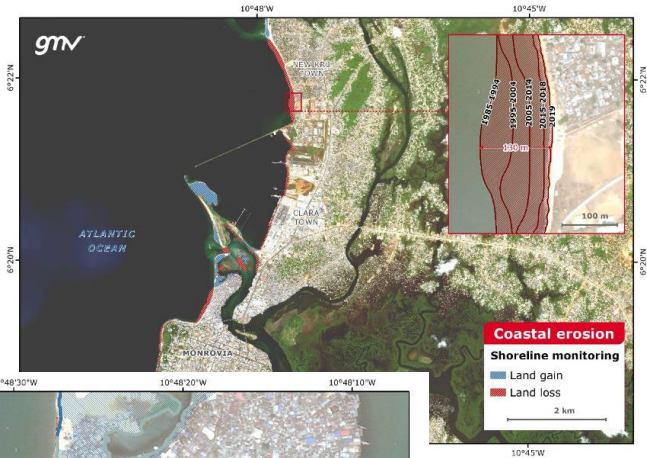 10°48'W
10°45'W
gmv
6°22'N
6°22'N
NEW KRU
TOWN
1985-1994
1995-2004
2005-2014
2015-2018
2019
130 m
100 m
CLARA
TOWN
ATLANTIC
OCEAN
6°20'N
6°20'N
MONROVIA
Coastal erosion
Shoreline monitoring
Land gain
Land loss
2 km
10°48'30"W
10°48'20"W
10°48'10"W
10°45'W